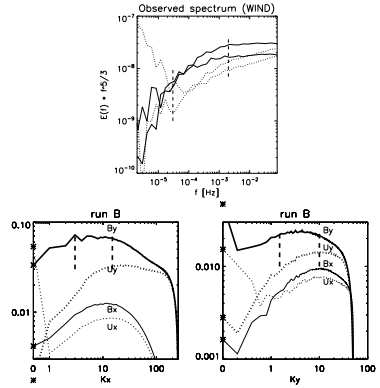 Observed spectrum (WIND)
10^-7
10^-8
10^-9
10^-10
E(f) * f^5/3
10^-5 10^-4 10^-3 10^-2
f [Hz]
run B
0.10
0.01
By
Uy
Bx
Ux
0 1 10 100
Kx
run B
0.010
0.001
By
Uy
Bx
Ux
0 1 10 100
Ky